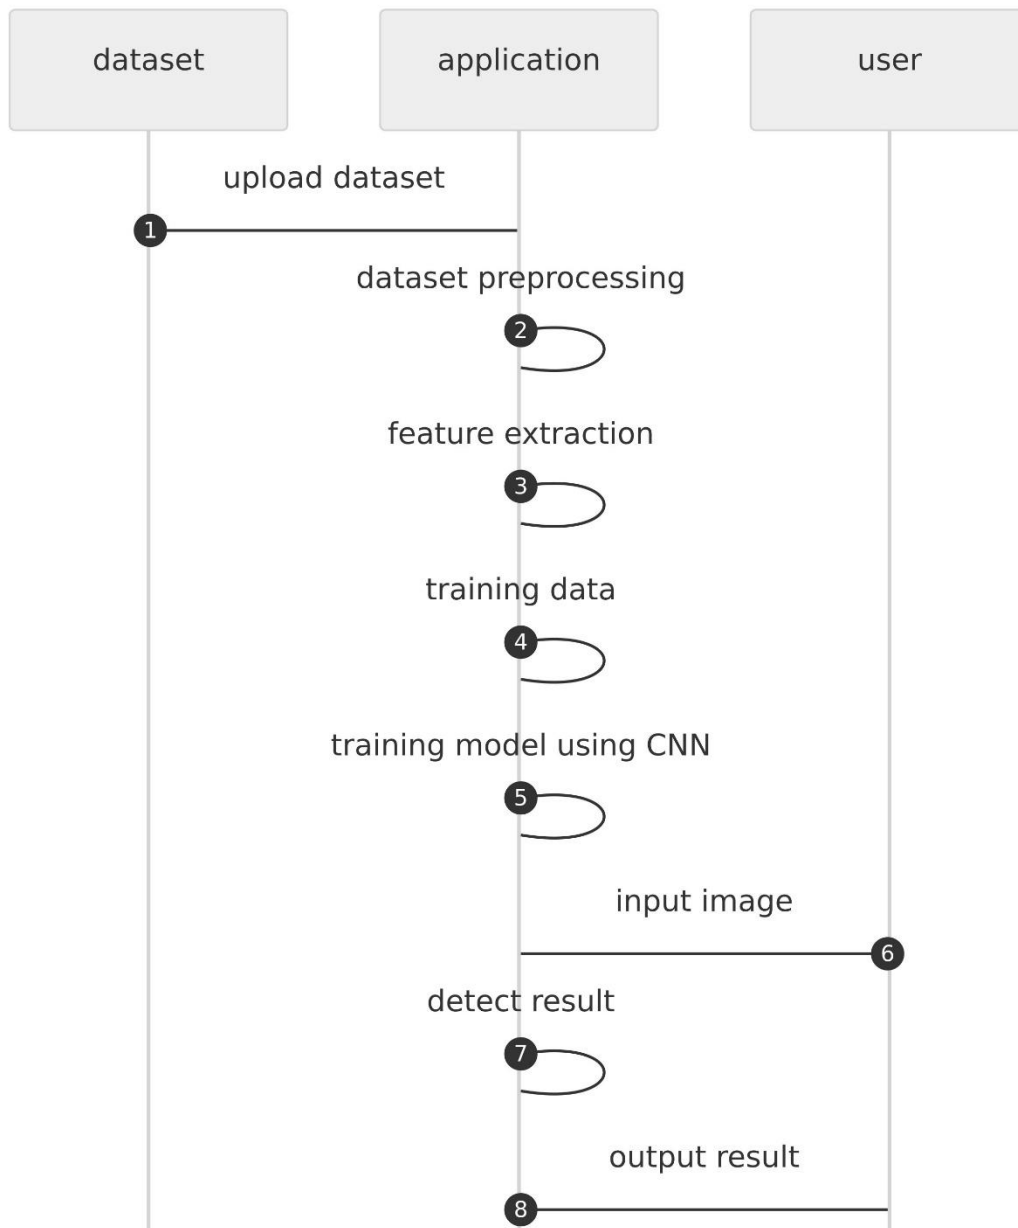 dataset
application
user
upload dataset
1
dataset preprocessing
2
feature extraction
3
training data
4
training model using CNN
5
input image
6
detect result
7
output result
8